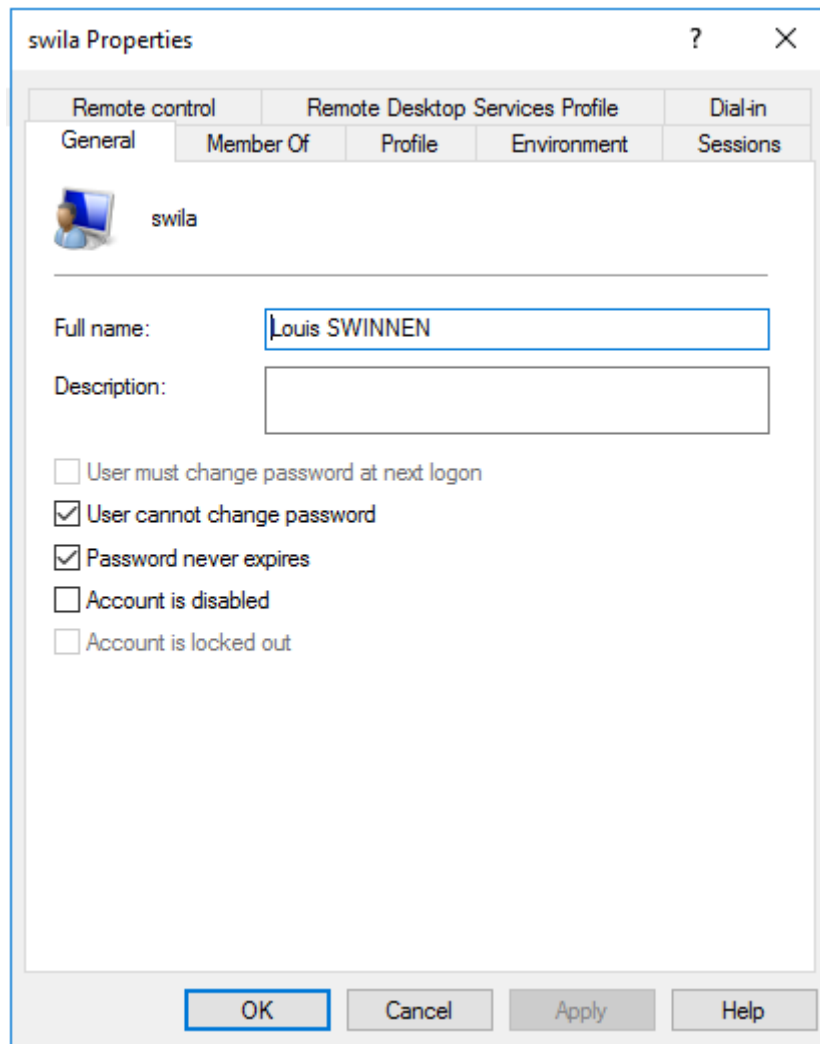 swila Properties
? X
Remote control Remote Desktop Services Profile Dial-in
General Member Of Profile Environment Sessions
swila
Full name: Louis SWINNEN
Description:
User must change password at next logon
User cannot change password
Password never expires
Account is disabled
Account is locked out
OK Cancel Apply Help